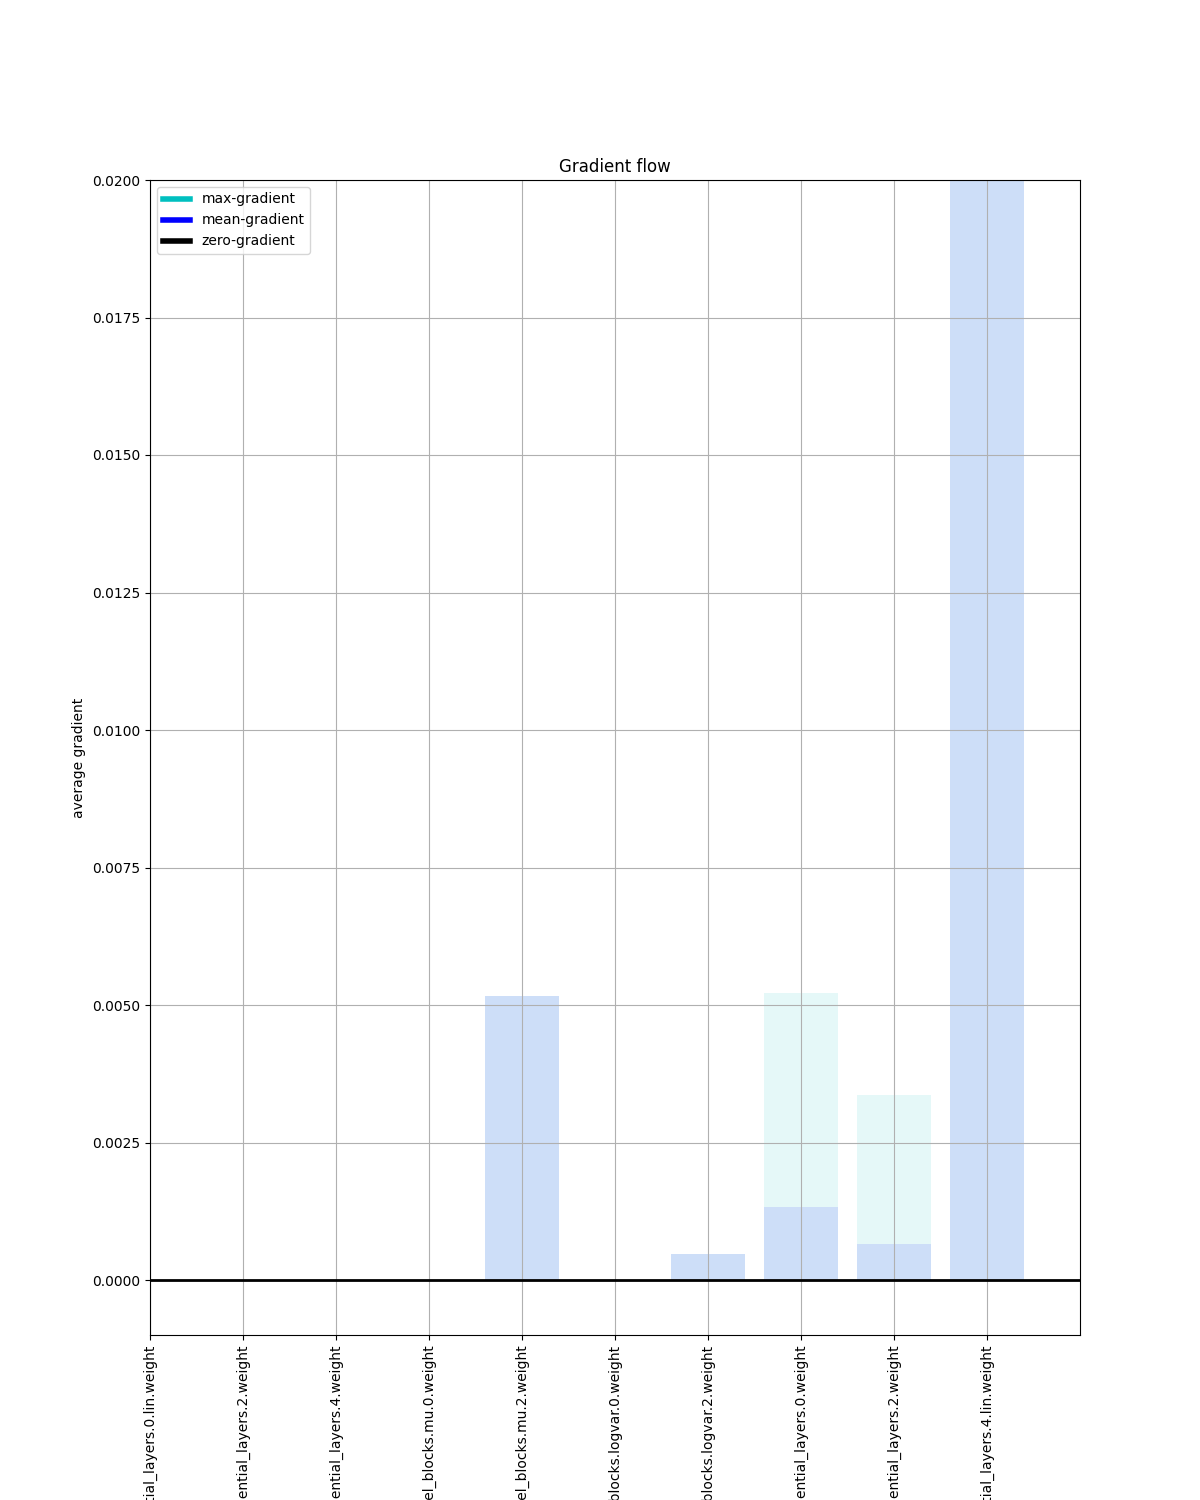 Gradient flow
max-gradient
mean-gradient
zero-gradient
0.0200
0.0175
0.0150
0.0125
0.0100
0.0075
0.0050
0.0025
0.0000
average gradient
tial_layers.0.lin.weight
ential_layers.2.weight
ential_layers.4.weight
el_blocks.mu.0.weight
el_blocks.mu.2.weight
blocks.logvar.0.weight
blocks.logvar.2.weight
ential_layers.0.weight
ential_layers.2.weight
tial_layers.4.lin.weight